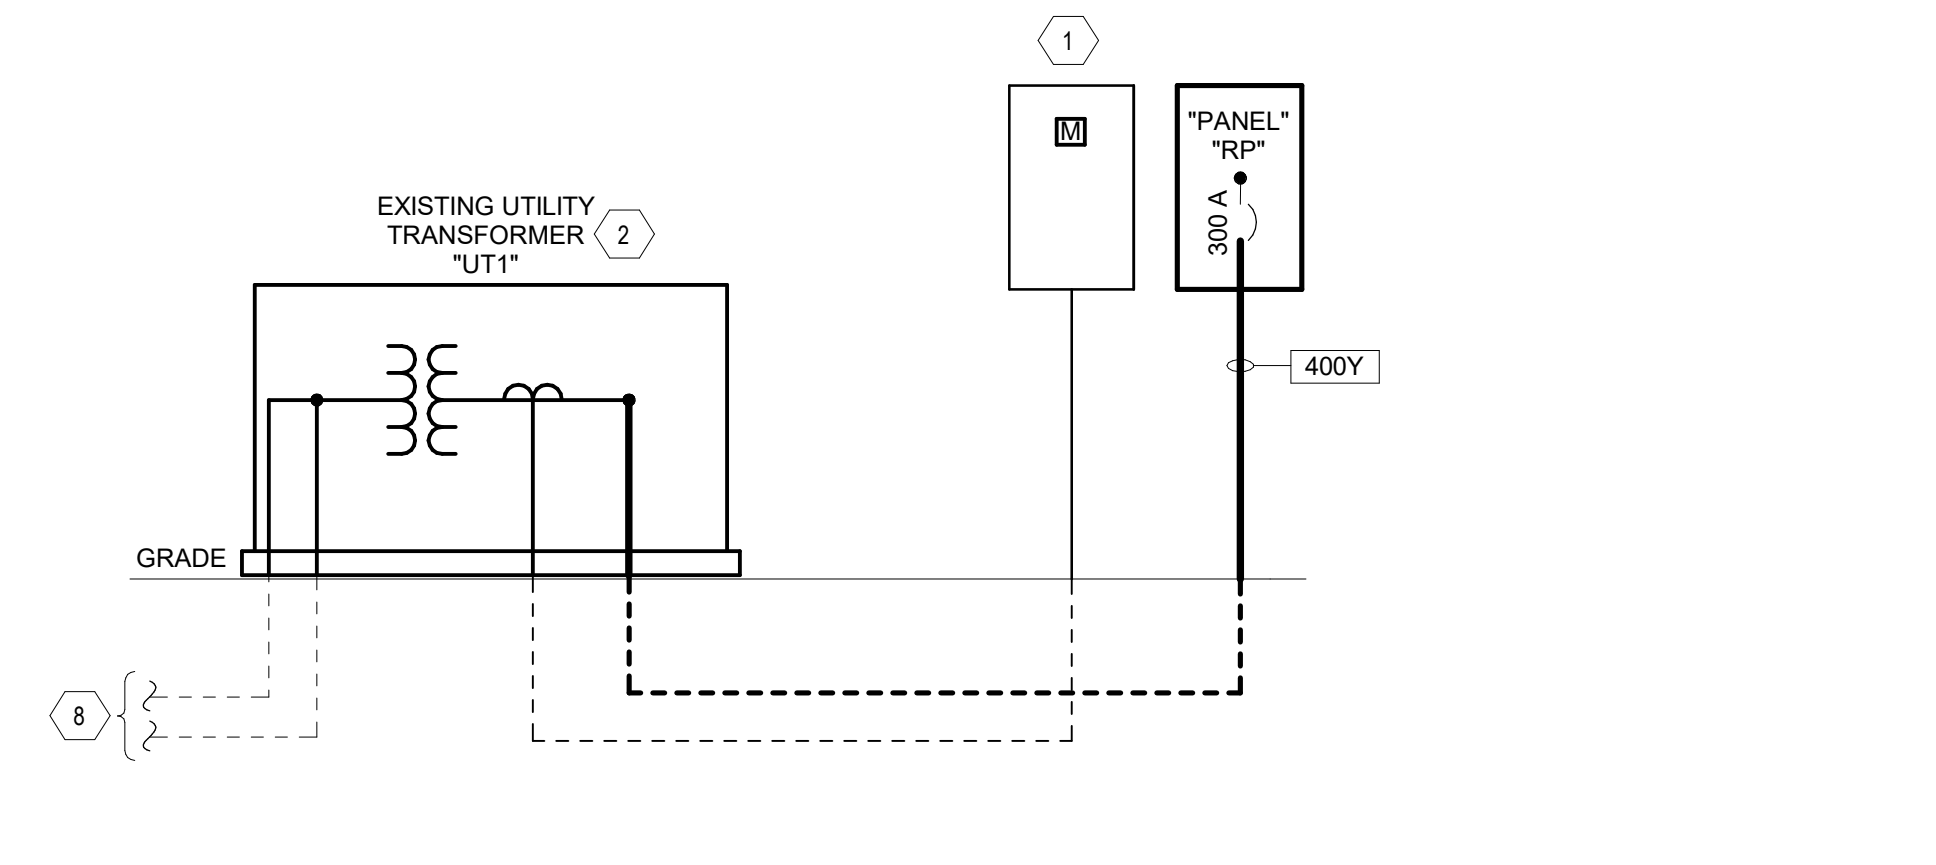 1
"PANEL"
"RP"
M
300 A
EXISTING UTILITY
TRANSFORMER
"UT1"
2
400Y
GRADE
8